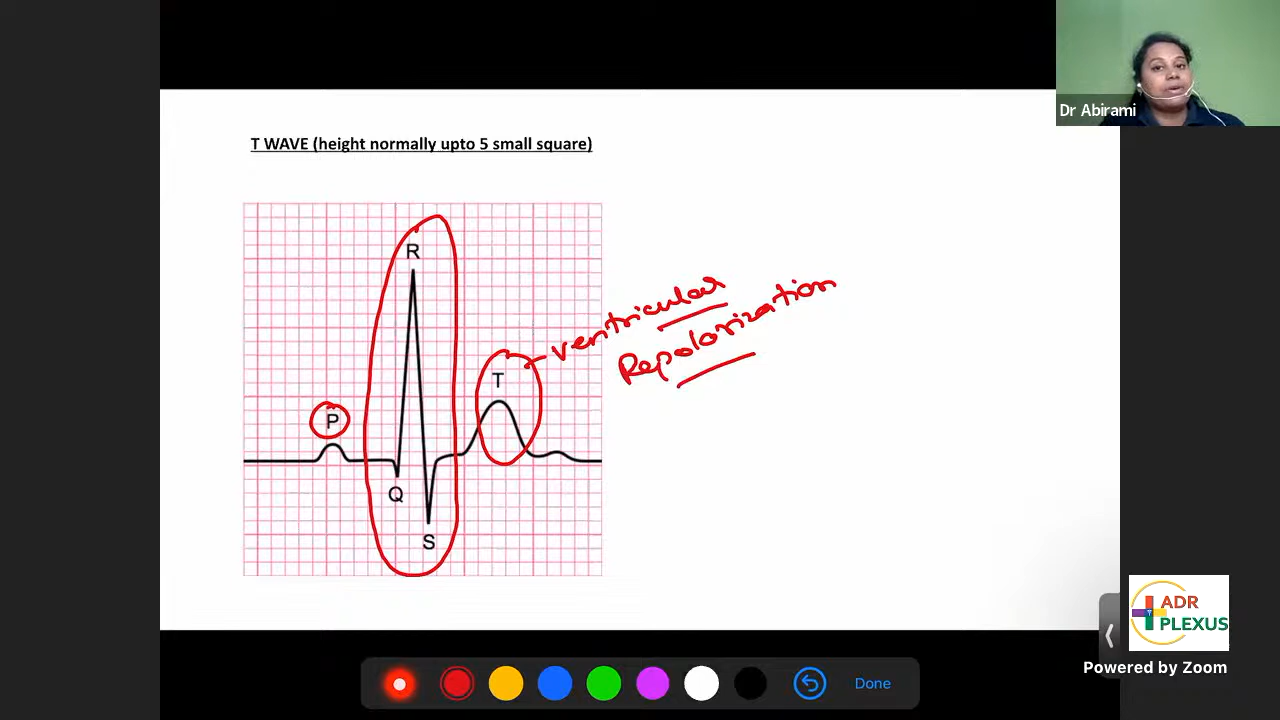 Dr Abirami
T WAVE (height normally upto 5 small square)
R
ventricular
Repolarization
T
P
Q
S
ADR
PLEXUS
Powered by Zoom
Done